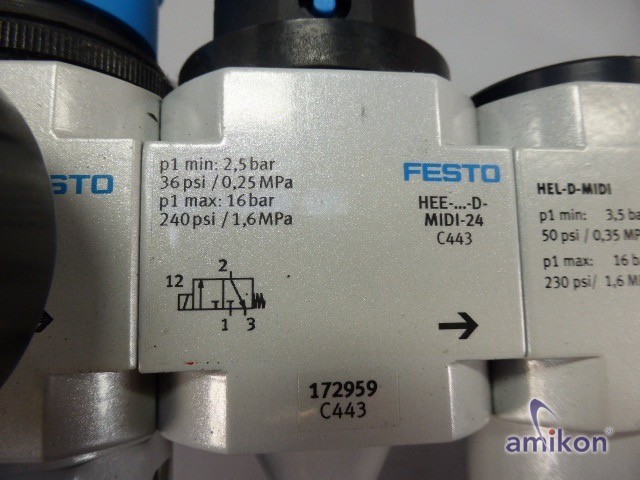 STO
p1 min: 2,5 bar
36 psi / 0,25 MPa
p1 max: 16 bar
240 psi / 1,6 MPa
FESTO
HEE-...-D-
MIDI-24
C443
12
2
1 3
172959
C443
HEL-D-MIDI
p1 min: 3,5 ba
50 psi / 0,35 MP
p1 max: 16 b
230 psi/ 1,6 M
amikon